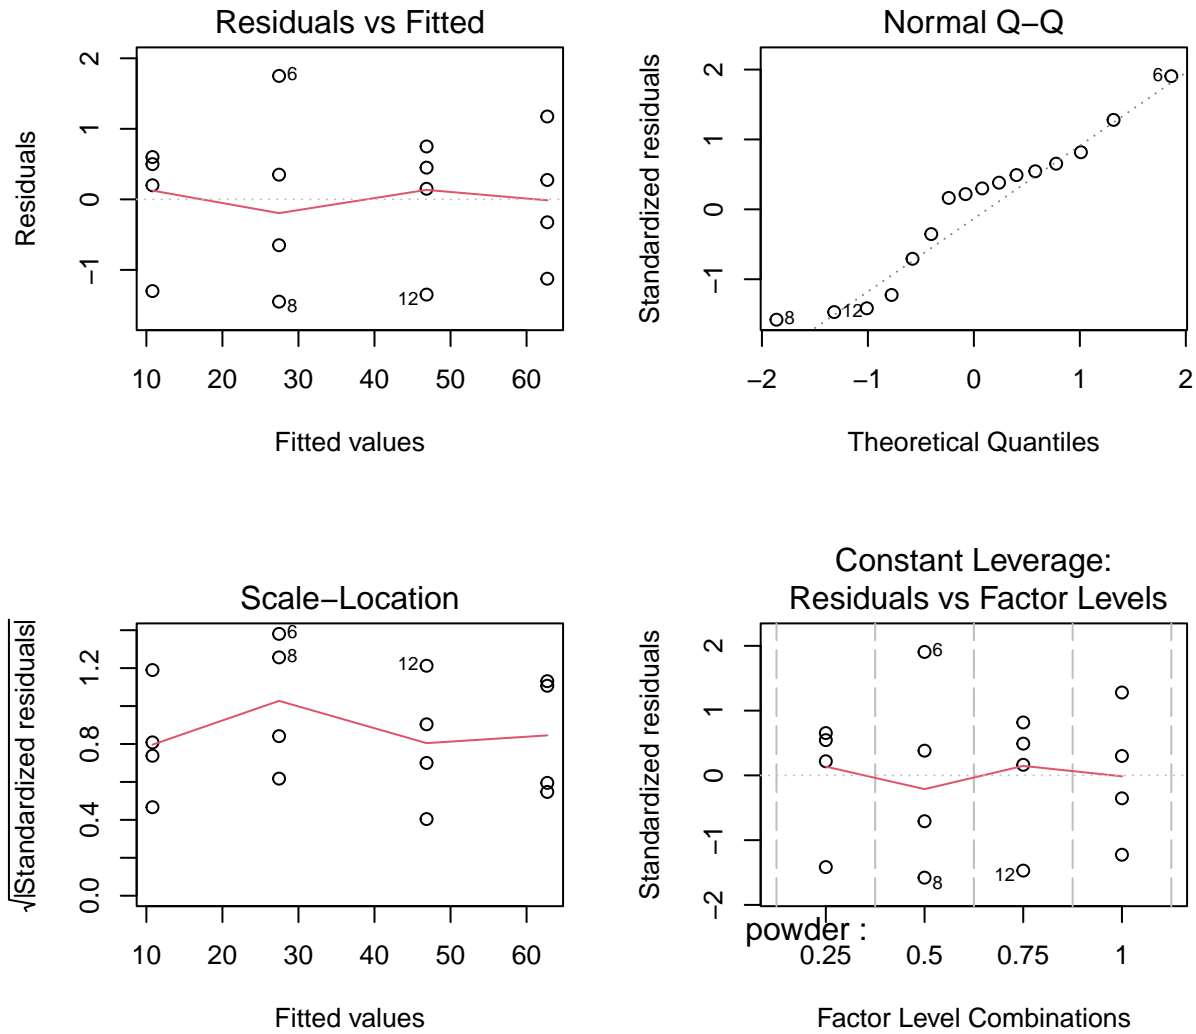 Residuals vs Fitted
Residuals
2
1
0
−1
6
8
12
10 20 30 40 50 60
Fitted values
Normal Q−Q
Standardized residuals
2
1
0
−1
6
8
12
−2 −1 0 1 2
Theoretical Quantiles
Scale−Location
√|Standardized residuals|
1.2
0.8
0.4
0.0
6
8
12
10 20 30 40 50 60
Fitted values
Constant Leverage:
Residuals vs Factor Levels
Standardized residuals
2
1
0
−1
−2
6
8
12
powder :
0.25 0.5 0.75 1
Factor Level Combinations